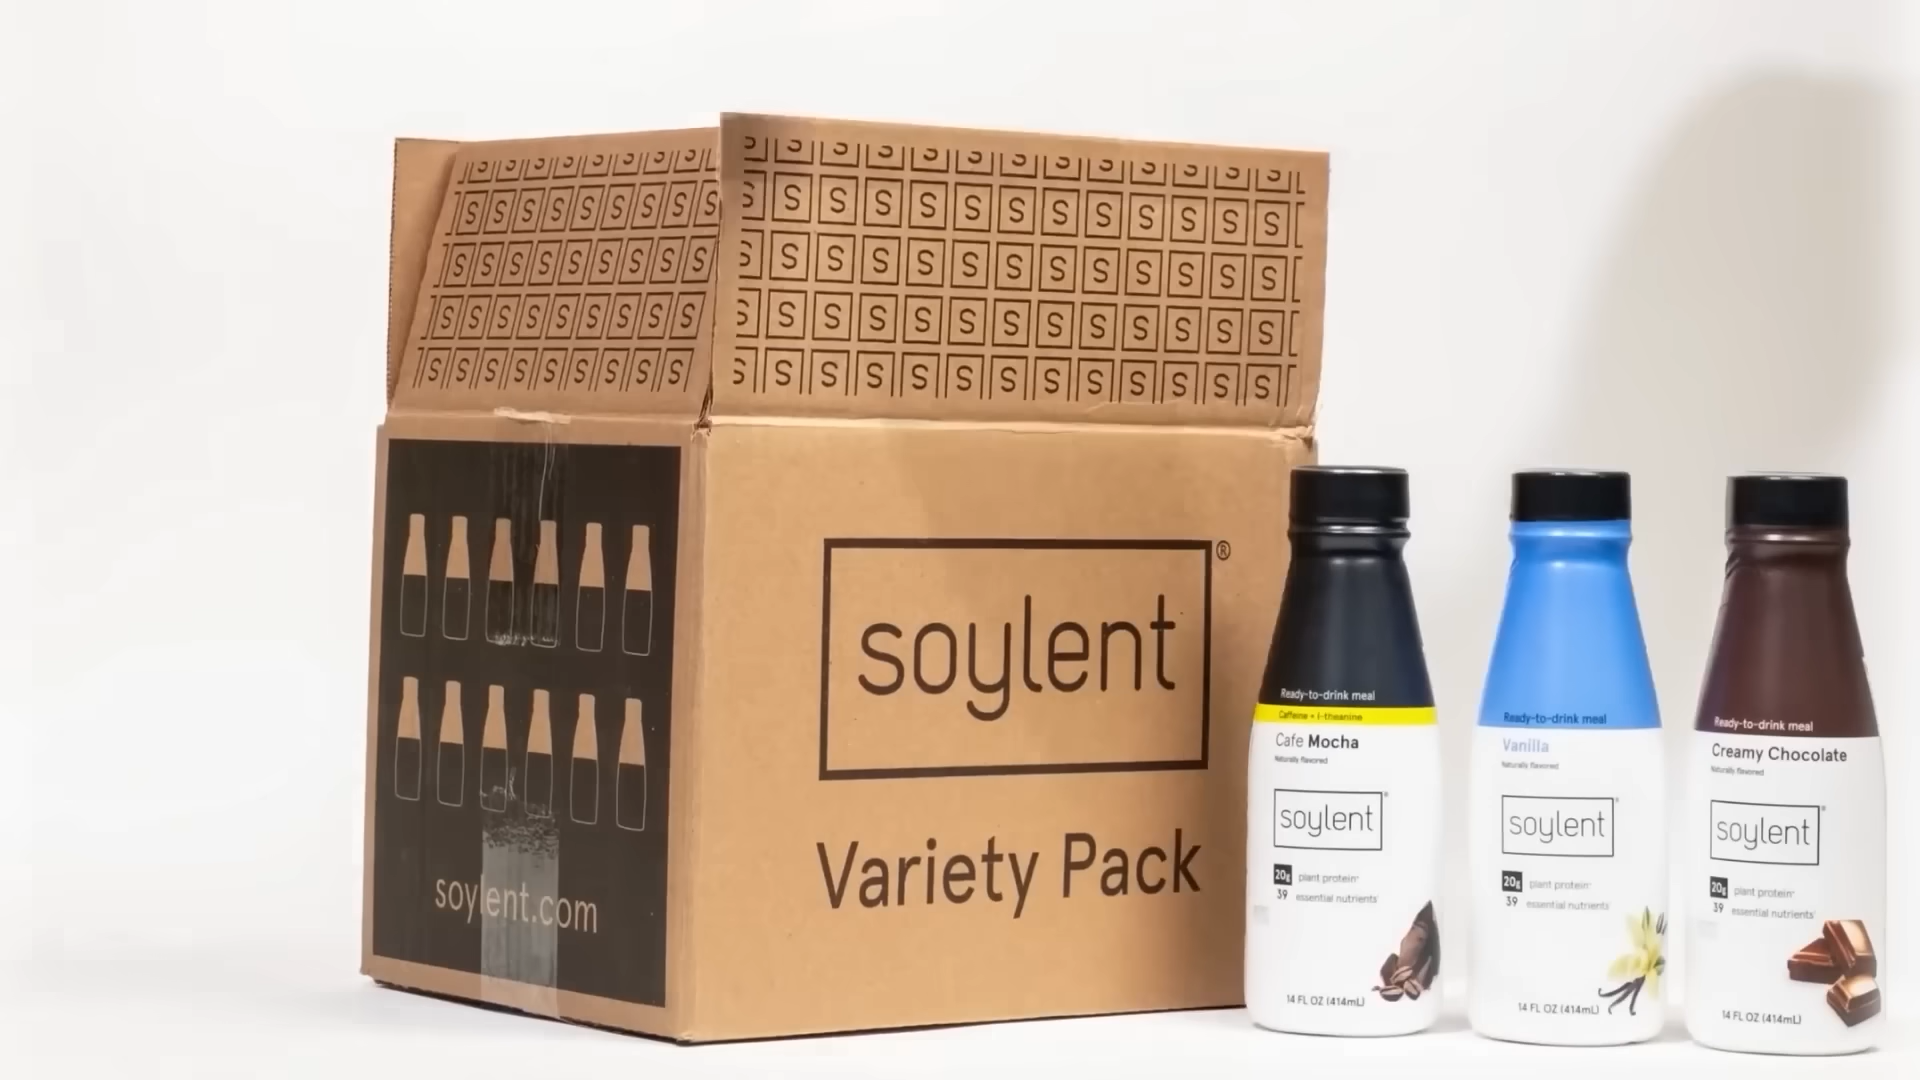 soylent®
Variety Pack
soylent.com
Ready-to-drink meal
Caffeine + l-theanine
Cafe Mocha
Naturally flavored
soylent®
20g plant protein*
39 essential nutrients*
14 FL OZ (414mL)
Ready-to-drink meal
Vanilla
Naturally flavored
soylent®
20g plant protein*
39 essential nutrients*
14 FL OZ (414mL)
Ready-to-drink meal
Creamy Chocolate
Naturally flavored
soylent®
20g plant protein*
39 essential nutrients*
14 FL OZ (414mL)